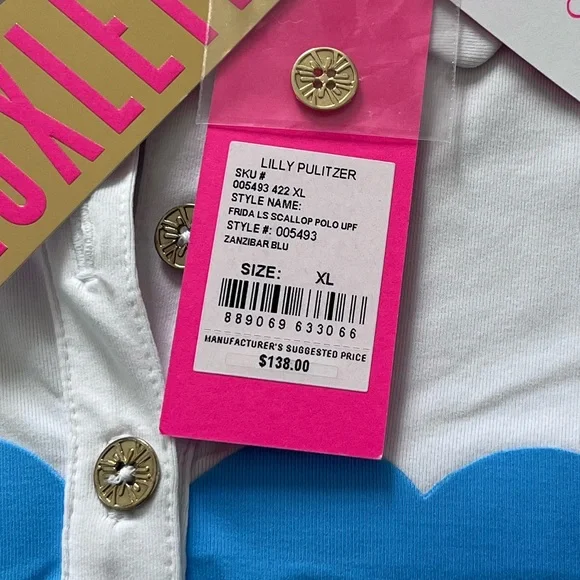 LILLY PULITZER
SKU #
005493 422 XL
STYLE NAME:
FRIDA LS SCALLOP POLO UPF
STYLE #: 005493
ZANZIBAR BLU
SIZE: XL
889069 633066
MANUFACTURER'S SUGGESTED PRICE
$138.00